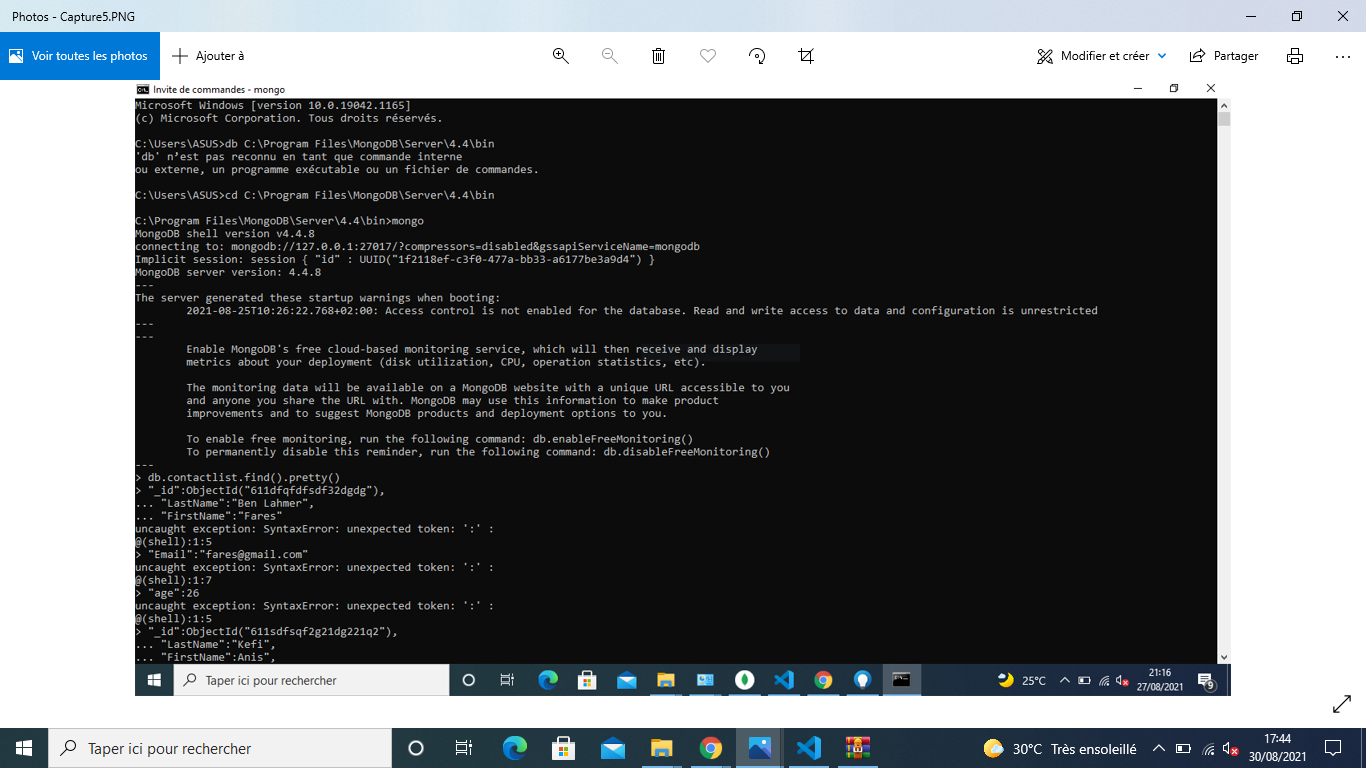 Photos - Capture5.PNG
Voir toutes les photos
Ajouter à
Modifier et créer
Partager
Invite de commandes - mongo
Microsoft Windows [version 10.0.19042.1165]
(c) Microsoft Corporation. Tous droits réservés.
C:\Users\ASUS>db C:\Program Files\MongoDB\Server\4.4\bin
'db' n’est pas reconnu en tant que commande interne
ou externe, un programme exécutable ou un fichier de commandes.
C:\Users\ASUS>cd C:\Program Files\MongoDB\Server\4.4\bin
C:\Program Files\MongoDB\Server\4.4\bin>mongo
MongoDB shell version v4.4.8
connecting to: mongodb://127.0.0.1:27017/?compressors=disabled&gssapiServiceName=mongodb
Implicit session: session { "id" : UUID("1f2118ef-c3f0-477a-bb33-a6177be3a9d4") }
MongoDB server version: 4.4.8
---
The server generated these startup warnings when booting:
2021-08-25T10:26:22.768+02:00: Access control is not enabled for the database. Read and write access to data and configuration is unrestricted
---
---
Enable MongoDB's free cloud-based monitoring service, which will then receive and display
metrics about your deployment (disk utilization, CPU, operation statistics, etc).
The monitoring data will be available on a MongoDB website with a unique URL accessible to you
and anyone you share the URL with. MongoDB may use this information to make product
improvements and to suggest MongoDB products and deployment options to you.
To enable free monitoring, run the following command: db.enableFreeMonitoring()
To permanently disable this reminder, run the following command: db.disableFreeMonitoring()
---
> db.contactlist.find().pretty()
> "_id":ObjectId("611dfqfdfsdf32dgdg"),
... "LastName":"Ben Lahmer",
... "FirstName":"Fares"
uncaught exception: SyntaxError: unexpected token: ':' :
@(shell):1:5
> "Email":"fares@gmail.com"
uncaught exception: SyntaxError: unexpected token: ':' :
@(shell):1:7
> "age":26
uncaught exception: SyntaxError: unexpected token: ':' :
@(shell):1:5
> "_id":ObjectId("611sdfsqf2g21dg221q2"),
... "LastName":"Kefi",
... "FirstName":Anis",
Taper ici pour rechercher
25°C
21:16
27/08/2021
9
Taper ici pour rechercher
30°C Très ensoleillé
17:44
30/08/2021